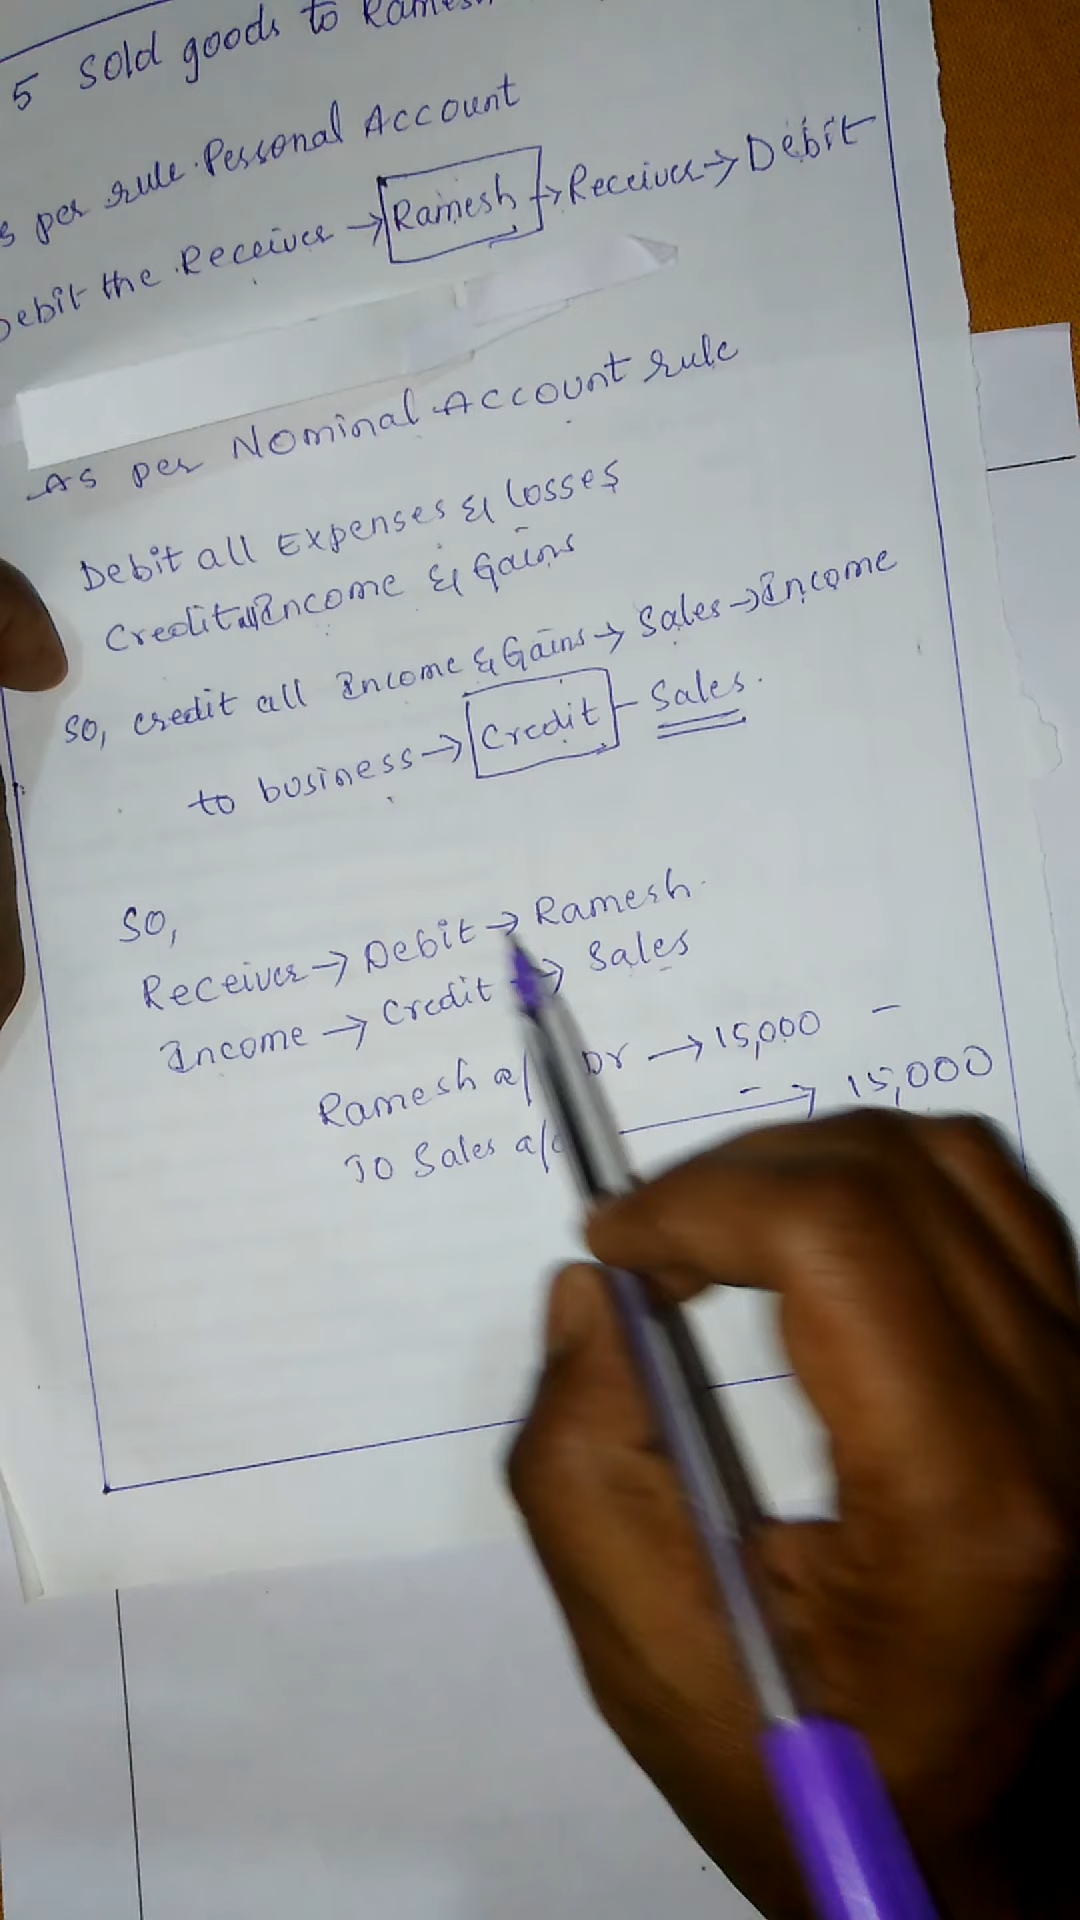 5 Sold goods to Ramesh
per rule Personal Account
Debit the Receiver → Ramesh → Receiver → Debit
As per Nominal Account rule
Debit all Expenses & Losses
Credit all Income & Gains
So, credit all Income & Gains → Sales → Income
to business → Credit - Sales.
So,
Receiver → Debit → Ramesh.
Income → Credit → Sales
Ramesh a/ Dr → 15,000 -
To Sales a/c - → 15,000